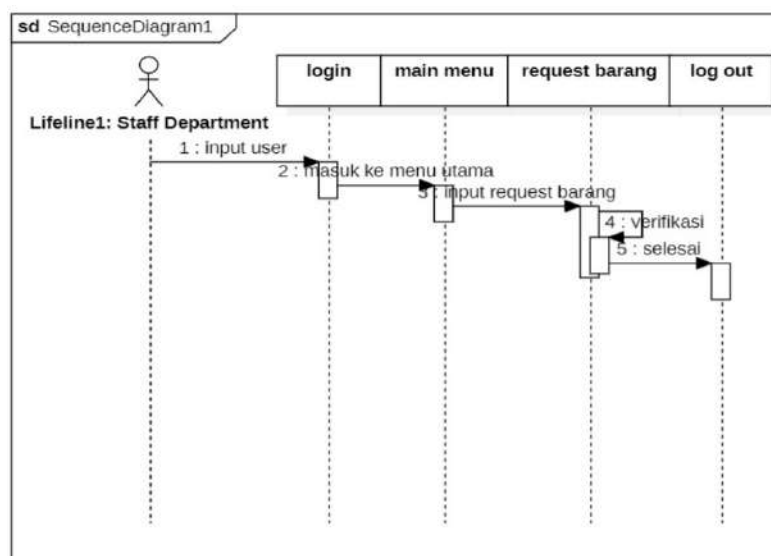 sd SequenceDiagram1
login
main menu
request barang
log out
Lifeline1: Staff Department
1 : input user
2 : masuk ke menu utama
3 : input request barang
4 : verifikasi
5 : selesai